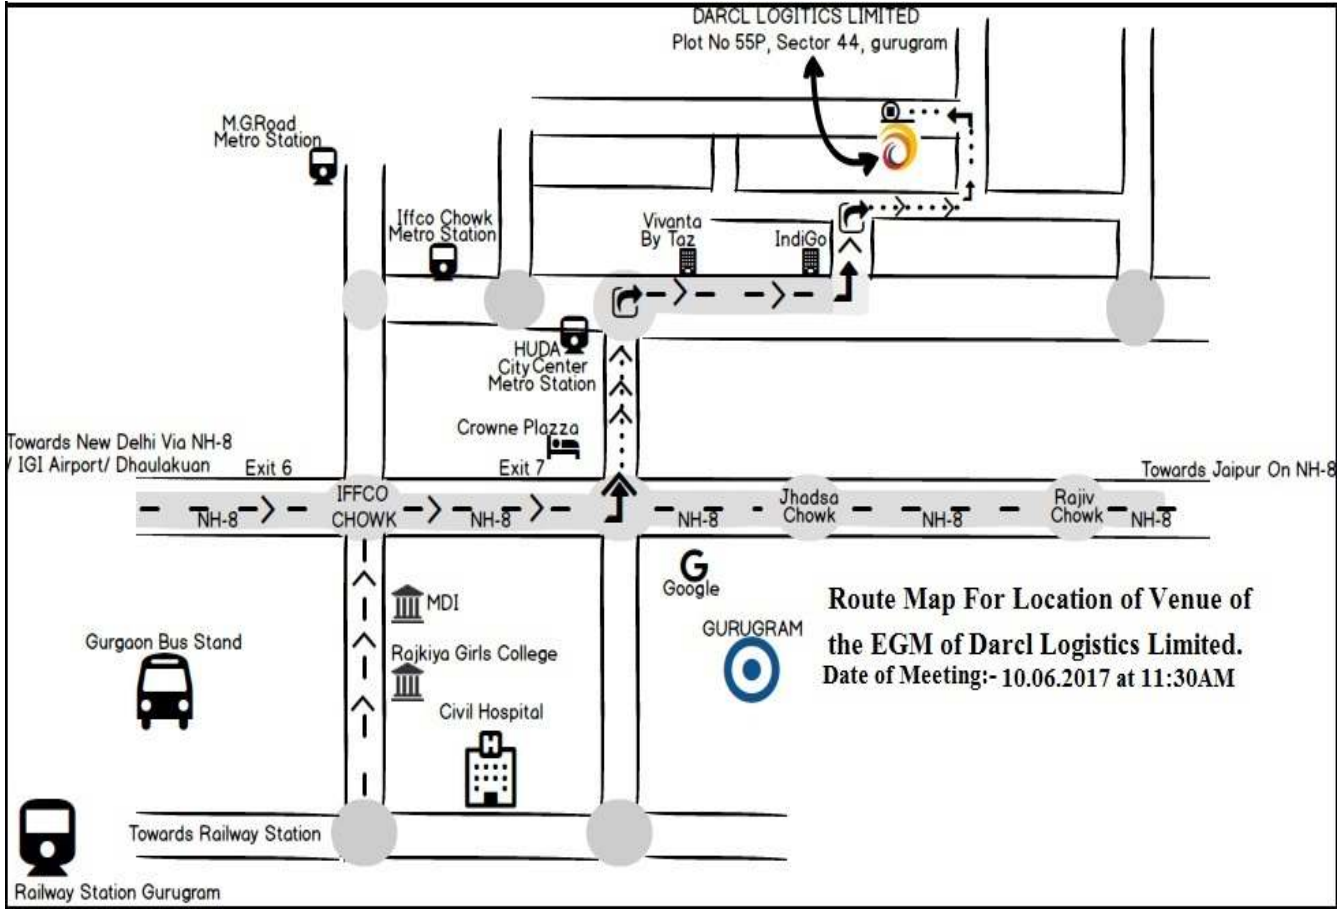 DARCL LOGITICS LIMITED
Plot No 55P, Sector 44, gurugram
M.G.Road
Metro Station
Iffco Chowk
Metro Station
Vivanta
By Taz
IndiGo
HUDA
City Center
Metro Station
Crowne Plazza
Towards New Delhi Via NH-8
/ IGI Airport/ Dhaulakuan
Exit 6
Exit 7
Towards Jaipur On NH-8
IFFCO
CHOWK
NH-8
NH-8
NH-8
Jhadsa
Chowk
NH-8
Rajiv
Chowk
NH-8
G
Google
MDI
Rajkiya Girls College
Gurgaon Bus Stand
Civil Hospital
H
GURUGRAM
Route Map For Location of Venue of
the EGM of Darcl Logistics Limited.
Date of Meeting:- 10.06.2017 at 11:30AM
Towards Railway Station
Railway Station Gurugram